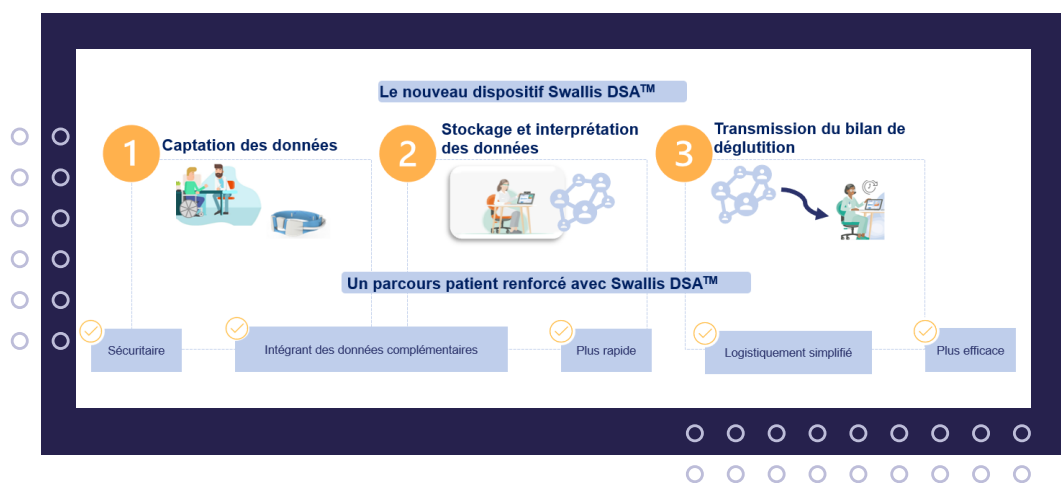 Le nouveau dispositif Swallis DSA™
1
Captation des données
2
Stockage et interprétation
des données
3
Transmission du bilan de
déglutition
Un parcours patient renforcé avec Swallis DSA™
Sécuritaire
Intégrant des données complémentaires
Plus rapide
Logistiquement simplifié
Plus efficace